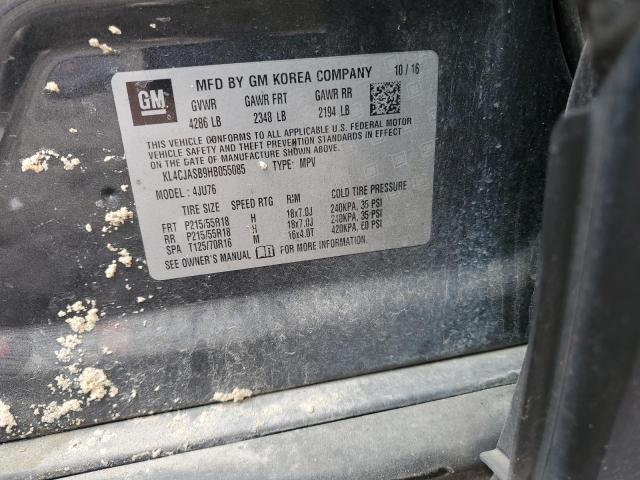 GM
MFD BY GM KOREA COMPANY 10 / 16
GVWR GAWR FRT GAWR RR
4286 LB 2348 LB 2194 LB
THIS VEHICLE CONFORMS TO ALL APPLICABLE U.S. FEDERAL MOTOR
VEHICLE SAFETY AND THEFT PREVENTION STANDARDS IN EFFECT
ON THE DATE OF MANUFACTURE SHOWN ABOVE.
KL4CJASB9HB055085 TYPE: MPV
MODEL : 4JU76
TIRE SIZE SPEED RTG RIM COLD TIRE PRESSURE
FRT P215/55R18 H 18x7.0J 240KPA, 35 PSI
RR P215/55R18 H 18x7.0J 240KPA, 35 PSI
SPA T125/70R16 M 16x4.0T 420KPA, 60 PSI
SEE OWNER'S MANUAL FOR MORE INFORMATION.